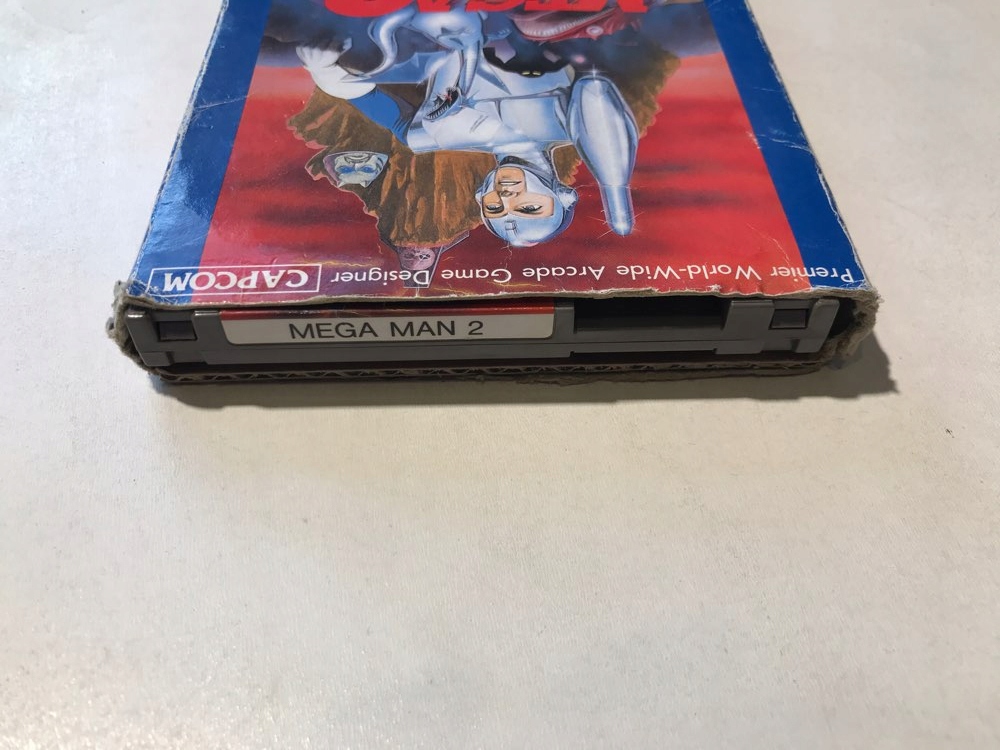 Premier World-Wide Arcade Game Designer CAPCOM
MEGA MAN 2